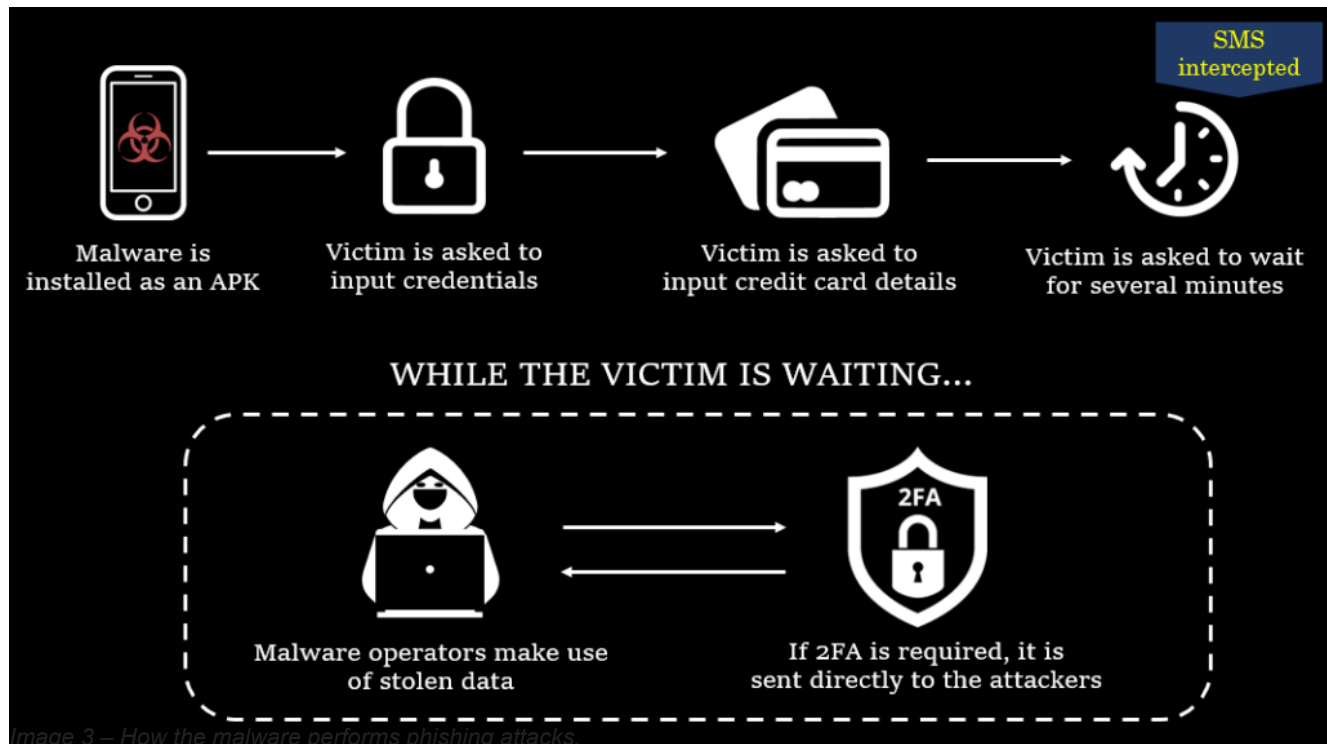 SMS
intercepted
Malware is
installed as an APK
Victim is asked to
input credentials
Victim is asked to
input credit card details
Victim is asked to wait
for several minutes
WHILE THE VICTIM IS WAITING...
2FA
Malware operators make use
of stolen data
If 2FA is required, it is
sent directly to the attackers
Image 3 – How the malware performs phishing attacks.